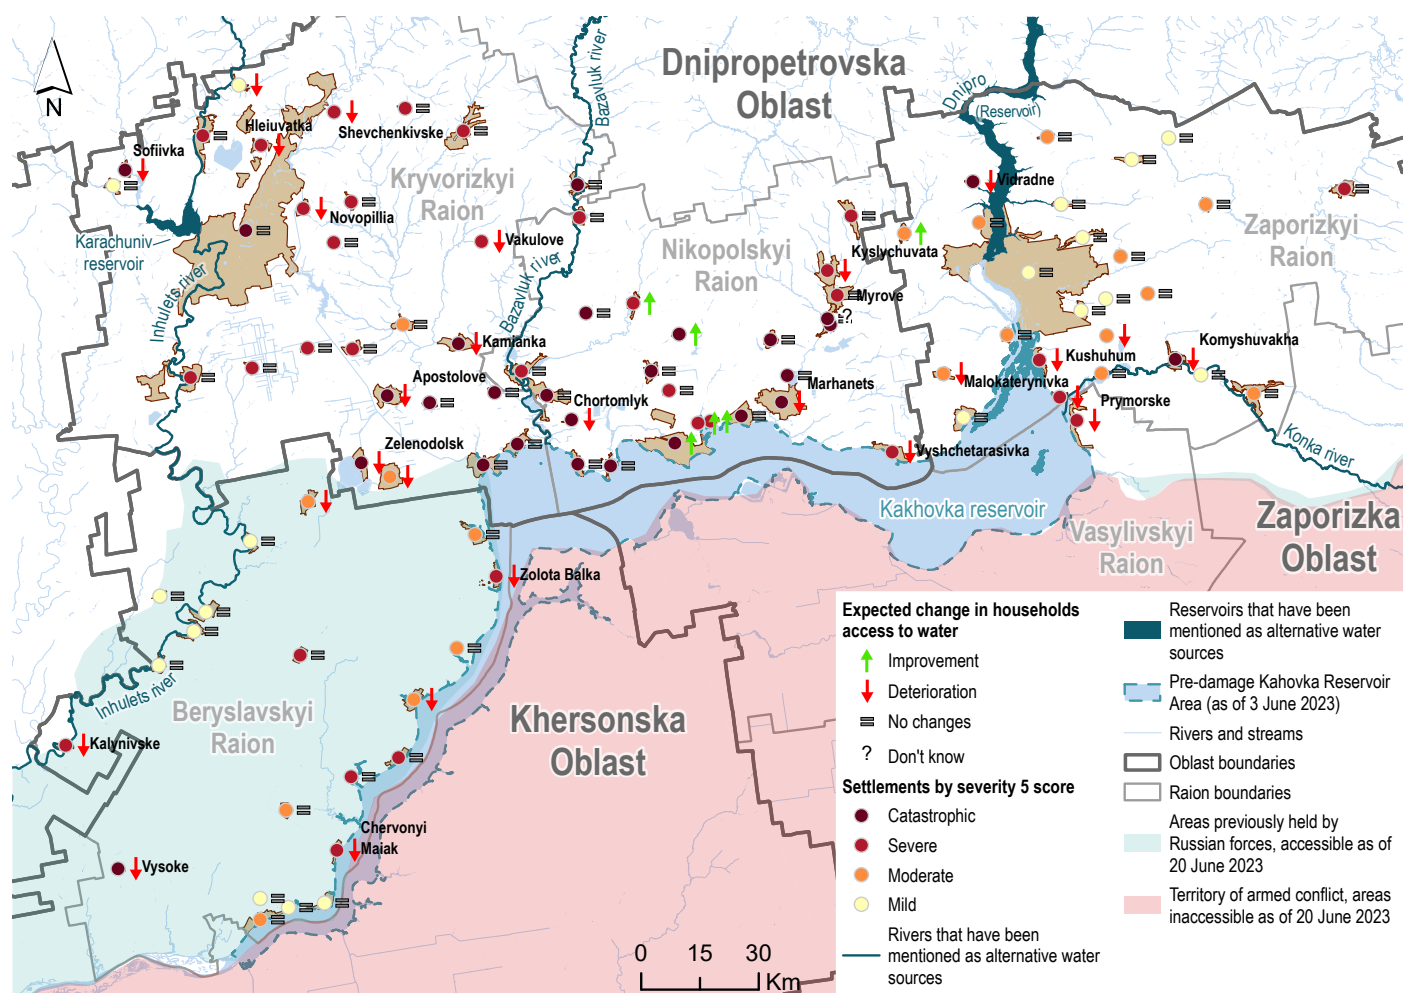 N
Dnipropetrovska
Oblast
Bazavluk river
Dnipro
(Reservoir)
Hleiuvatka
Shevchenkivske
Sofiivka
Kryvorizkyi
Raion
Novopillia
Karachuniv
reservoir
Inhulets river
Vakulove
Bazavluk river
Nikopolskyi
Raion
Kyslychuvata
Myrove
?
Vidradne
Zaporizkyi
Raion
Kamianka
Apostolove
Chortomlyk
Marhanets
Malokaterynivka
Kushuhum
Komyshuvakha
Prymorske
Zelenodolsk
Vyshchetarasivka
Konka river
Kakhovka reservoir
Vasylivskyi
Raion
Zaporizka
Oblast
Zolota Balka
Inhulets river
Beryslavskyi
Raion
Khersonska
Oblast
Kalynivske
Chervonyi
Maiak
Vysoke
0 15 30
Km
Expected change in households
access to water
Improvement
Deterioration
No changes
? Don't know
Settlements by severity 5 score
Catastrophic
Severe
Moderate
Mild
Rivers that have been
mentioned as alternative water
sources
Reservoirs that have been
mentioned as alternative water
sources
Pre-damage Kahovka Reservoir
Area (as of 3 June 2023)
Rivers and streams
Oblast boundaries
Raion boundaries
Areas previously held by
Russian forces, accessible as of
20 June 2023
Territory of armed conflict, areas
inaccessible as of 20 June 2023